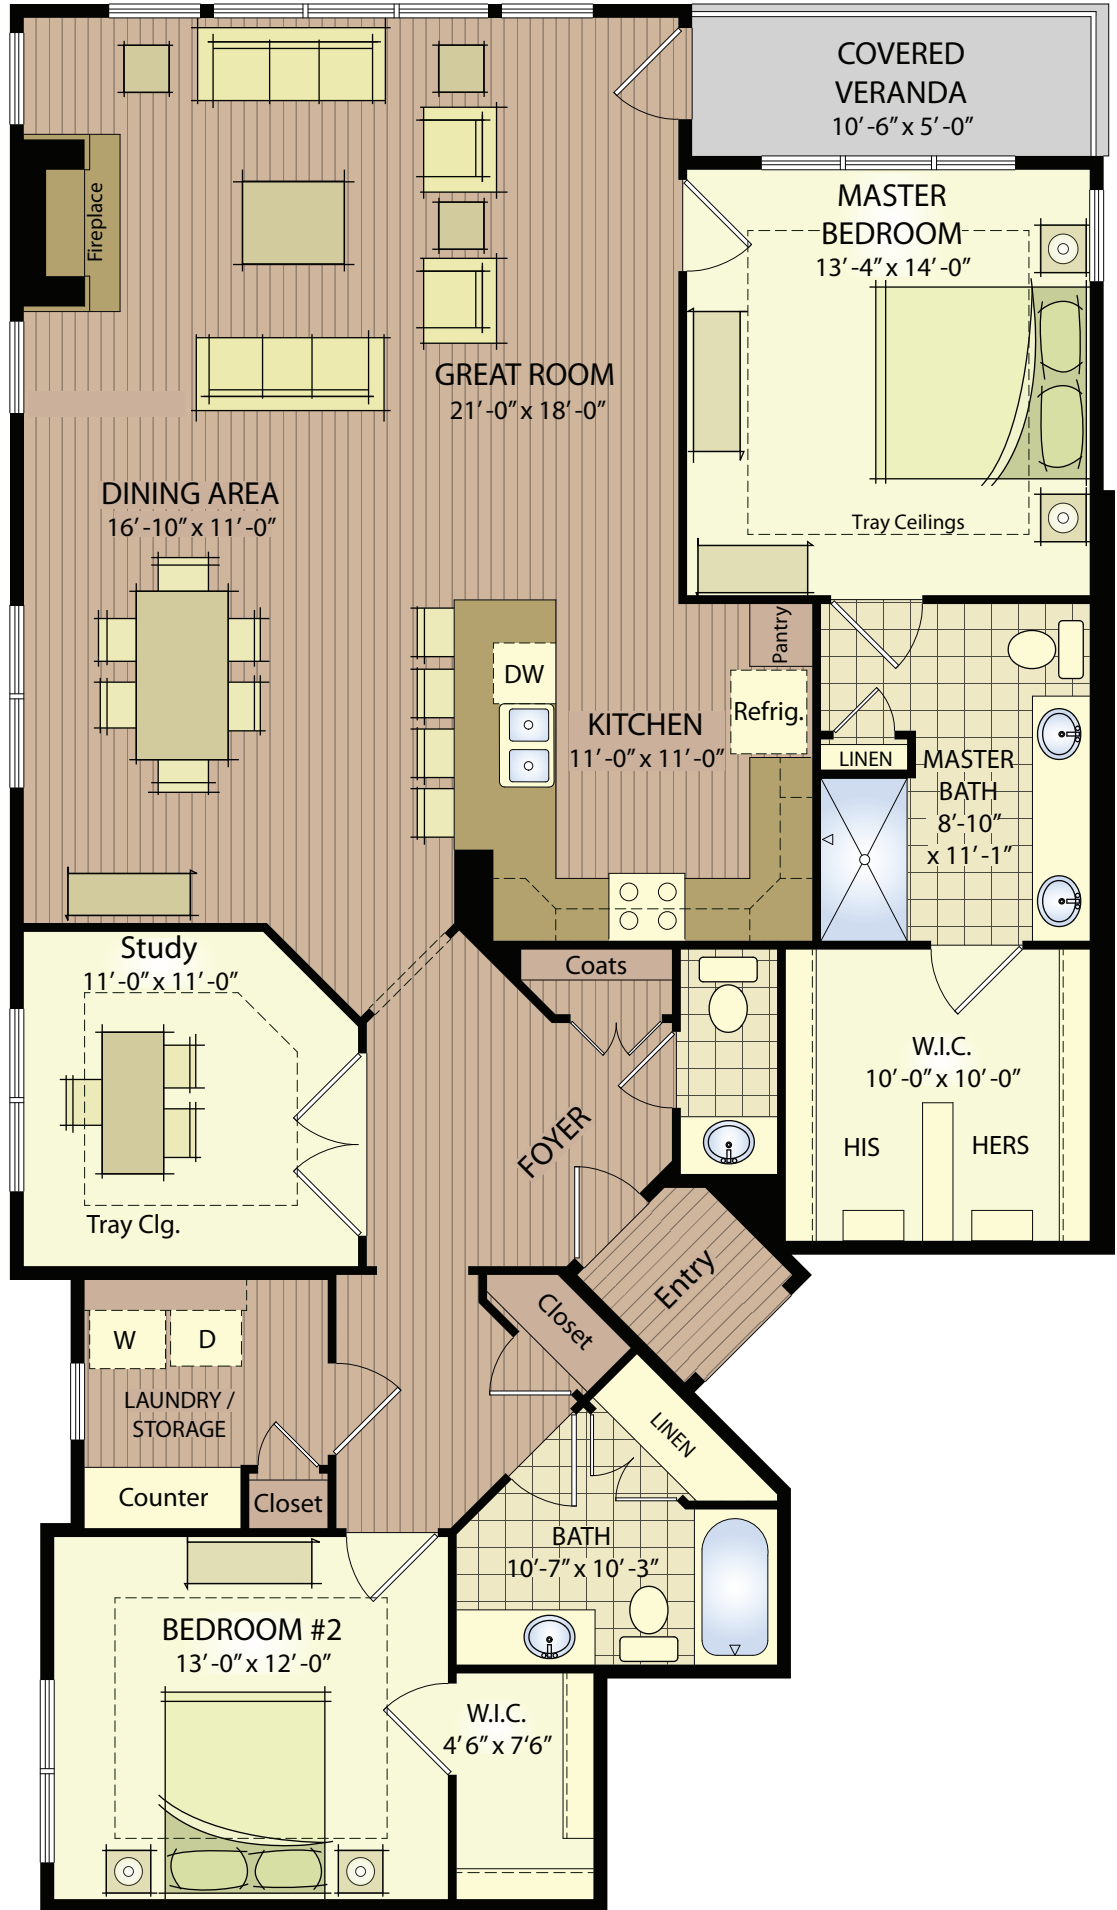 COVERED
VERANDA
10'-6" x 5'-0"
Fireplace
MASTER
BEDROOM
13'-4" x 14'-0"
GREAT ROOM
21'-0" x 18'-0"
DINING AREA
16'-10" x 11'-0"
Tray Ceilings
Pantry
DW
Refrig.
KITCHEN
11'-0" x 11'-0"
LINEN
MASTER
BATH
8'-10"
x 11'-1"
Study
11'-0" x 11'-0"
Coats
W.I.C.
10'-0" x 10'-0"
HIS
HERS
FOYER
Tray Clg.
Entry
Closet
W
D
LAUNDRY /
STORAGE
LINEN
Counter
Closet
BATH
10'-7" x 10'-3"
BEDROOM #2
13'-0" x 12'-0"
W.I.C.
4'6" x 7'6"